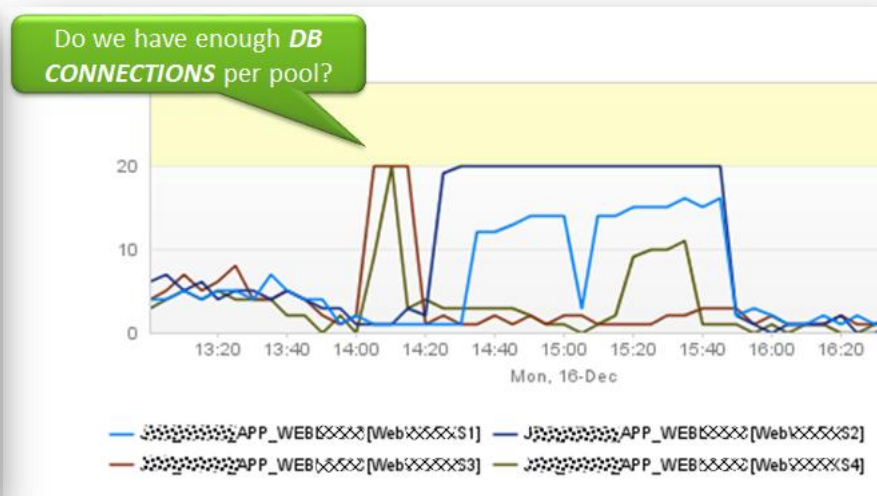 Do we have enough DB
CONNECTIONS per pool?
20
10
0
13:20 13:40 14:00 14:20 14:40 15:00 15:20 15:40 16:00 16:20
Mon, 16-Dec
APP_WEB [Web S1] APP_WEB [Web S2]
APP_WEB [Web S3] APP_WEB [Web S4]